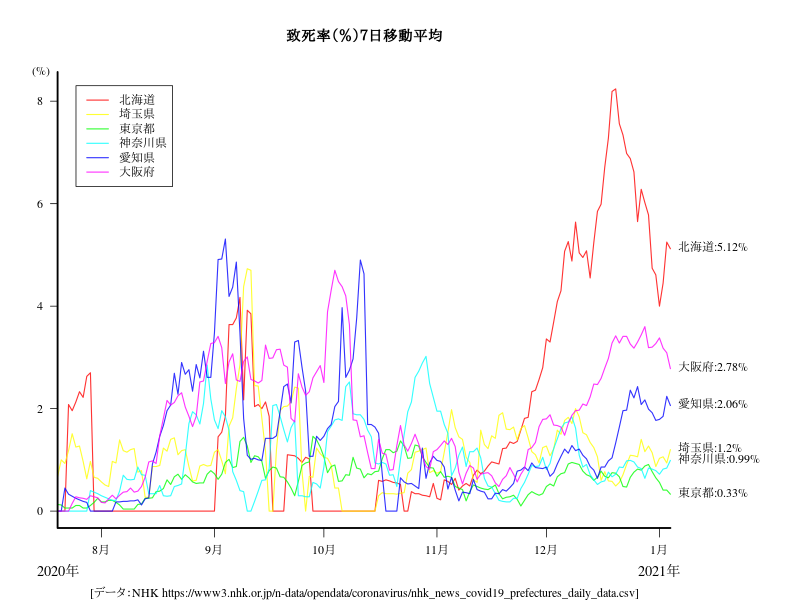 致死率(%)7日移動平均
(%)
8
6
4
2
0
北海道
埼玉県
東京都
神奈川県
愛知県
大阪府
北海道:5.12%
大阪府:2.78%
愛知県:2.06%
埼玉県:1.2%
神奈川県:0.99%
東京都:0.33%
8月 9月 10月 11月 12月 1月
2020年 2021年
[データ:NHK https://www3.nhk.or.jp/n-data/opendata/coronavirus/nhk_news_covid19_prefectures_daily_data.csv]